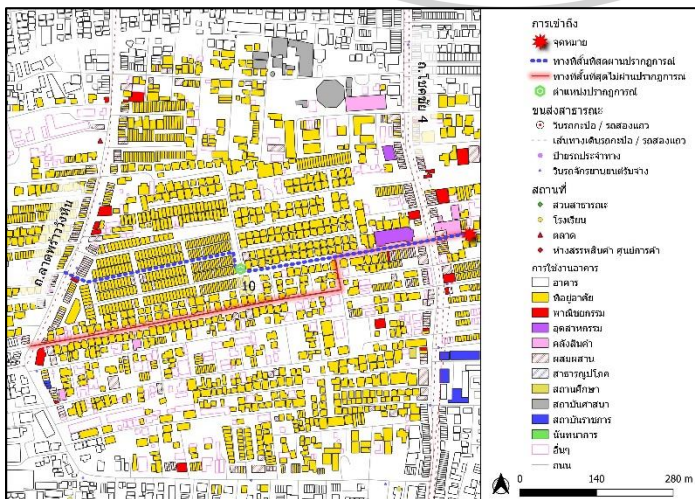 ถ.โชคชัย 4
ถ.ลาดพร้าววังหิน
10
การเข้าถึง
จุดหมาย
ทางที่สั้นที่สุดผ่านปรากฏการณ์
ทางที่สั้นที่สุดไม่ผ่านปรากฏการณ์
ตำแหน่งปรากฏการณ์
ขนส่งสาธารณะ
วินรถกะป๊อ / รถสองแถว
เส้นทางเดินรถกะป๊อ / รถสองแถว
ป้ายรถประจำทาง
วินรถจักรยานยนต์รับจ้าง
สถานที่
สวนสาธารณะ
โรงเรียน
ตลาด
ห้างสรรพสินค้า ศูนย์การค้า
การใช้งานอาคาร
อาคาร
ที่อยู่อาศัย
พาณิชยกรรม
อุตสาหกรรม
คลังสินค้า
ผสมผสาน
สาธารณูปโภค
สถานศึกษา
สถาบันศาสนา
สถาบันราชการ
นันทนาการ
อื่นๆ
ถนน
0 140 280 m